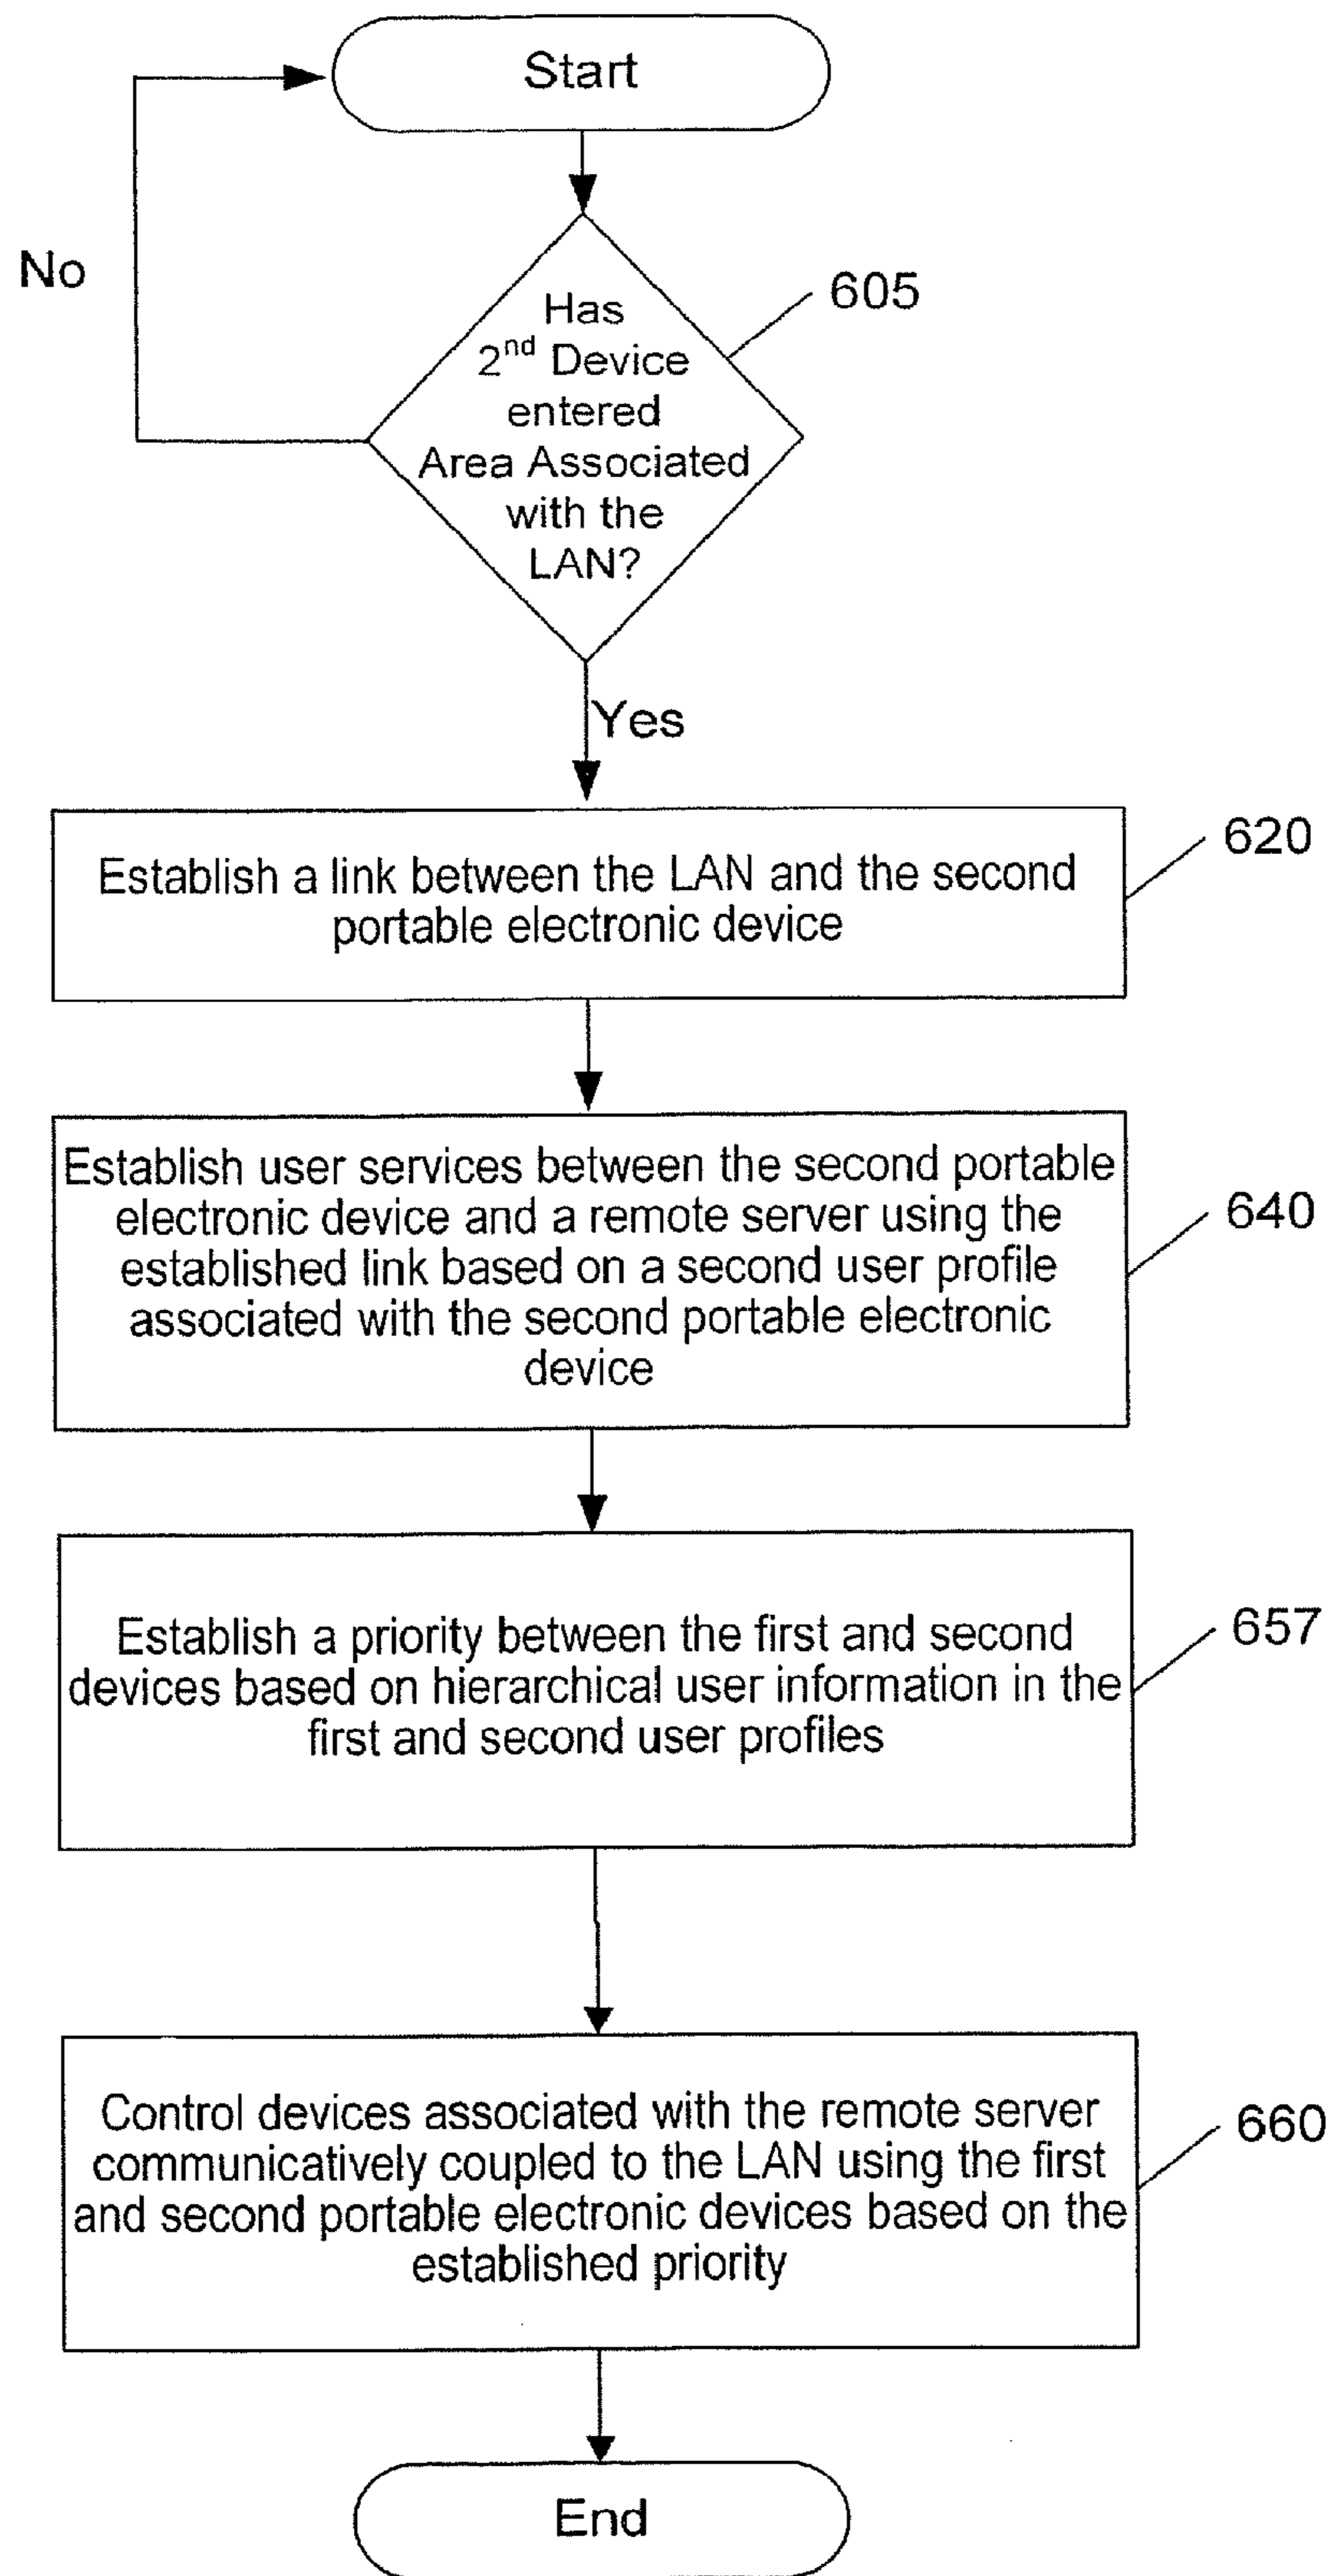 Start
No
605
Has
2nd Device
entered
Area Associated
with the
LAN?
Yes
620
Establish a link between the LAN and the second
portable electronic device
Establish user services between the second portable
electronic device and a remote server using the
established link based on a second user profile
associated with the second portable electronic
device
640
Establish a priority between the first and second
devices based on hierarchical user information in the
first and second user profiles
657
Control devices associated with the remote server
communicatively coupled to the LAN using the first
and second portable electronic devices based on the
established priority
660
End